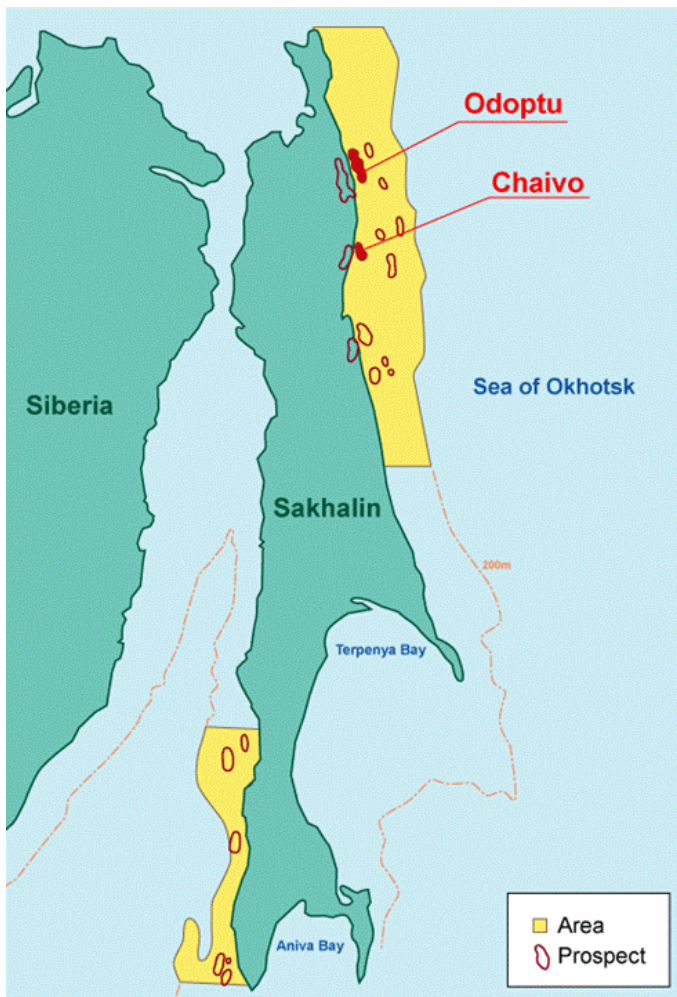 Odoptu
Chaivo
Siberia
Sea of Okhotsk
Sakhalin
200m
Terpenya Bay
Aniva Bay
Area
Prospect